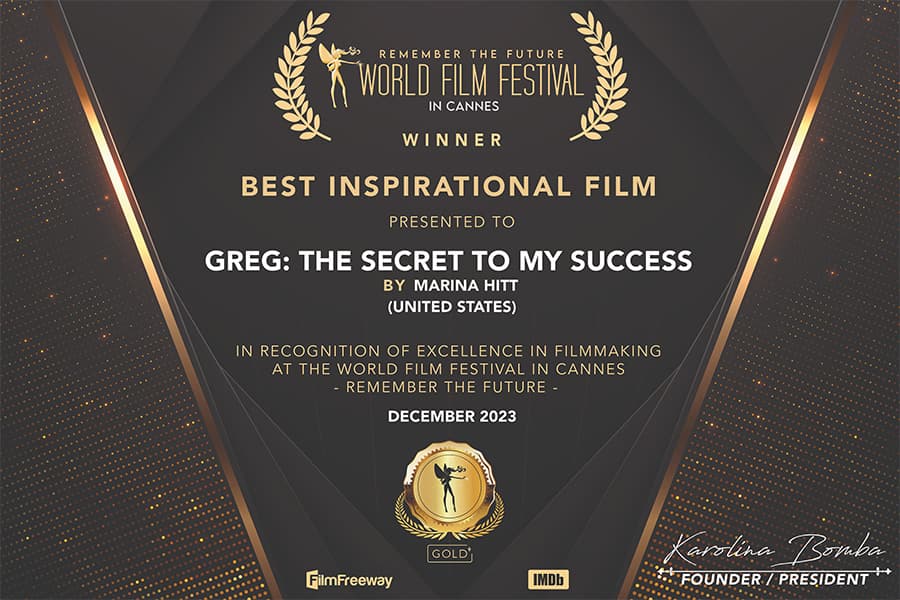 REMEMBER THE FUTURE
WORLD FILM FESTIVAL
IN CANNES
WINNER
BEST INSPIRATIONAL FILM
PRESENTED TO
GREG: THE SECRET TO MY SUCCESS
BY MARINA HITT
(UNITED STATES)
IN RECOGNITION OF EXCELLENCE IN FILMMAKING
AT THE WORLD FILM FESTIVAL IN CANNES
- REMEMBER THE FUTURE -
DECEMBER 2023
GOLD
FilmFreeway
IMDb
Karolina Bomba
FOUNDER / PRESIDENT